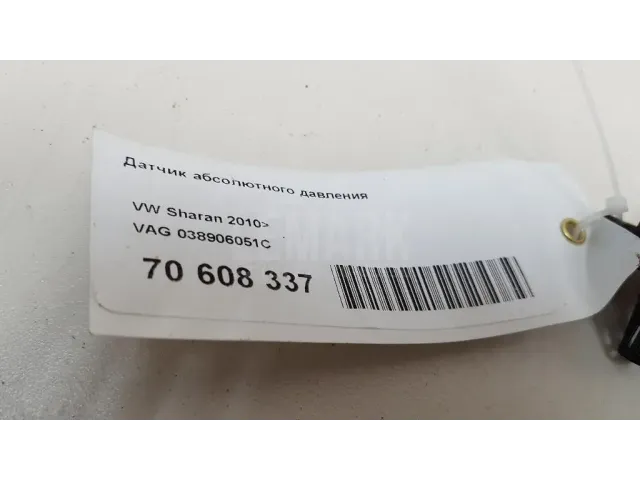 Датчик абсолютного давления
VW Sharan 2010>
VAG 038906051C
70 608 337